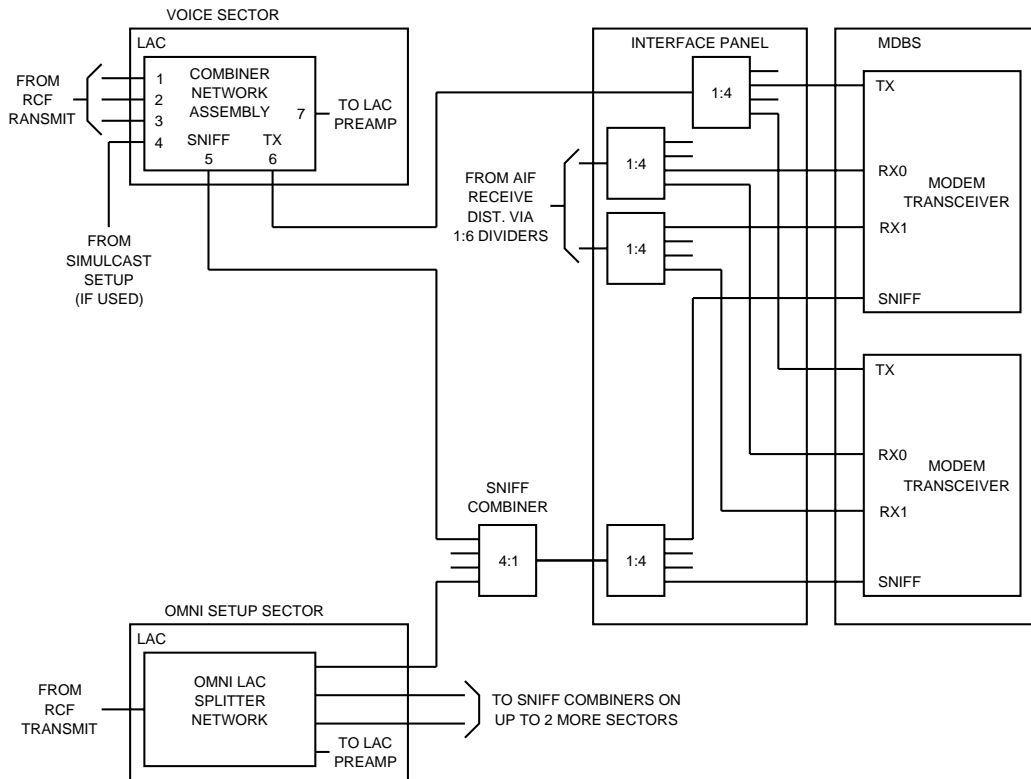 VOICE SECTOR
LAC
COMBINER
NETWORK
ASSEMBLY
1
2
3
4
7
SNIFF
5
TX
6
FROM
RCF
RANSMIT
TO LAC
PREAMP
FROM
SIMULCAST
SETUP
(IF USED)
INTERFACE PANEL
1:4
1:4
1:4
FROM AIF
RECEIVE
DIST. VIA
1:6 DIVIDERS
MDBS
TX
RX0
RX1
SNIFF
MODEM
TRANSCEIVER
TX
RX0
RX1
SNIFF
MODEM
TRANSCEIVER
SNIFF
COMBINER
4:1
1:4
OMNI SETUP SECTOR
LAC
OMNI LAC
SPLITTER
NETWORK
FROM
RCF
TRANSMIT
TO SNIFF COMBINERS ON
UP TO 2 MORE SECTORS
TO LAC
PREAMP